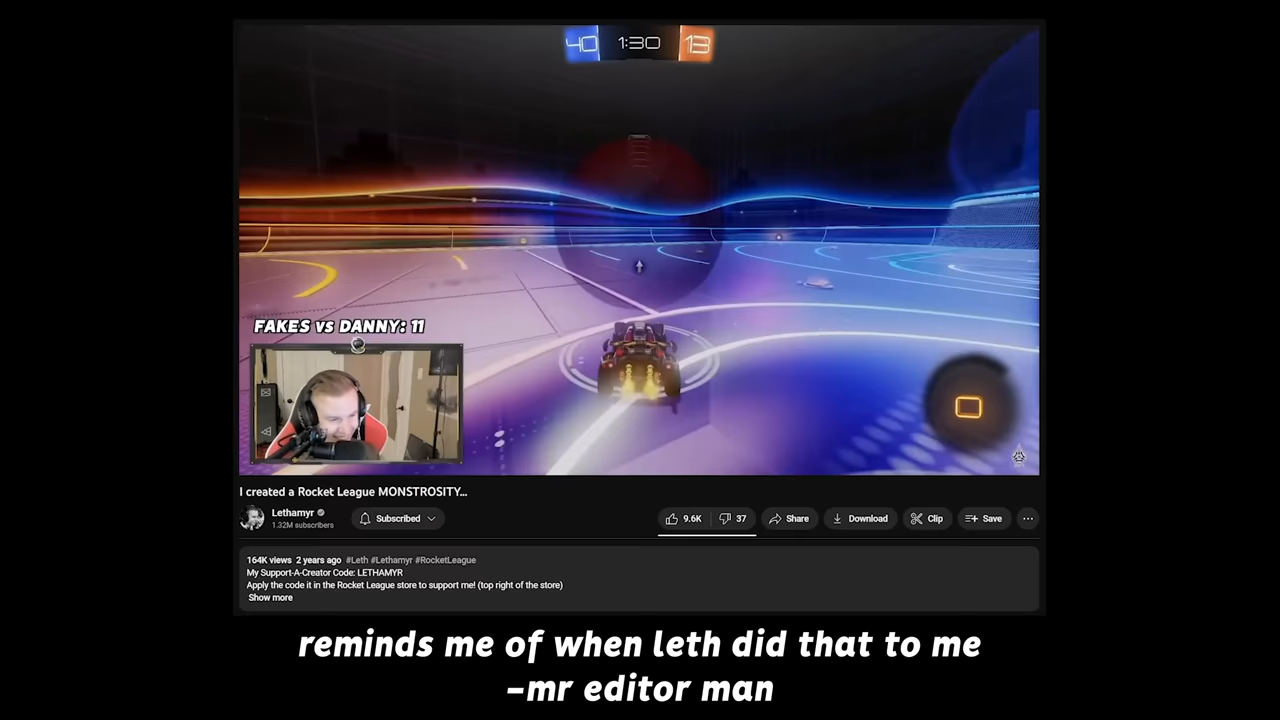 40 1:30 13
FAKES vs DANNY: 11
I created a Rocket League MONSTROSITY...
Lethamyr
1.32M subscribers
Subscribed
9.6K
37
Share
Download
Clip
Save
164K views 2 years ago #Leth #Lethamyr #RocketLeague
My Support-A-Creator Code: LETHAMYR
Apply the code it in the Rocket League store to support me! (top right of the store)
Show more
reminds me of when leth did that to me
-mr editor man